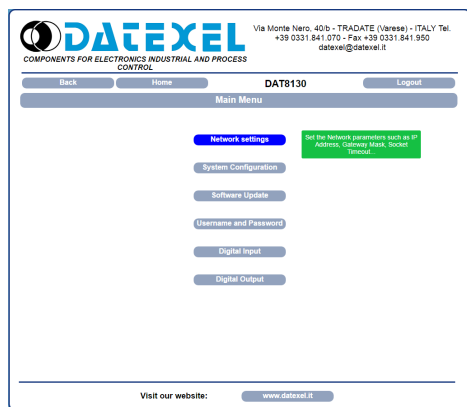 DATEXEL
COMPONENTS FOR ELECTRONICS INDUSTRIAL AND PROCESS
CONTROL
Via Monte Nero, 40/b - TRADATE (Varese) - ITALY Tel.
+39 0331.841.070 - Fax +39 0331.841.950
datexel@datexel.it
Back Home DAT8130 Logout
Main Menu
Network settings
Set the Network parameters such as IP
Address, Gateway Mask, Socket
Timeout...
System Configuration
Software Update
Username and Password
Digital Input
Digital Output
Visit our website: www.datexel.it